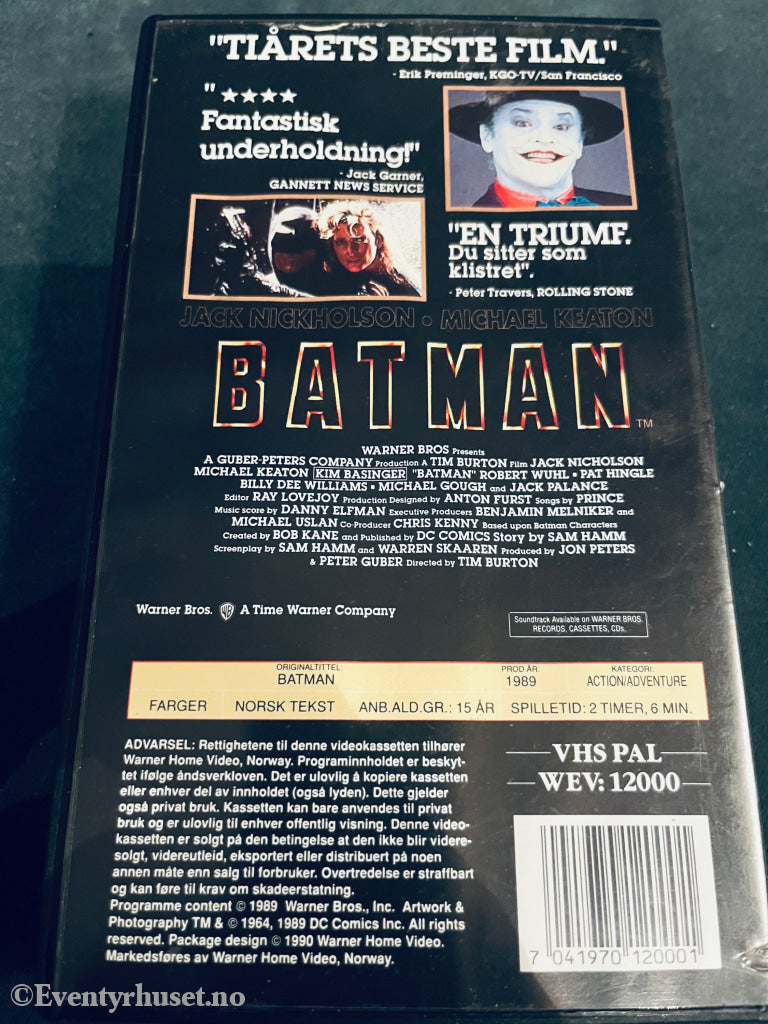 "TIÅRETS BESTE FILM."
- Erik Preminger, KGO-TV/San Francisco
" ★★★★
Fantastisk
underholdning!"
- Jack Garner,
GANNETT NEWS SERVICE
"EN TRIUMF.
Du sitter som
klistret".
- Peter Travers, ROLLING STONE
JACK NICKHOLSON • MICHAEL KEATON
BATMAN™
WARNER BROS Presents
A GUBER-PETERS COMPANY Production A TIM BURTON Film JACK NICHOLSON
MICHAEL KEATON KIM BASINGER "BATMAN" ROBERT WUHL • PAT HINGLE
BILLY DEE WILLIAMS • MICHAEL GOUGH and JACK PALANCE
Editor RAY LOVEJOY Production Designed by ANTON FURST Songs by PRINCE
Music score by DANNY ELFMAN Executive Producers BENJAMIN MELNIKER and
MICHAEL USLAN Co-Producer CHRIS KENNY Based upon Batman Characters
Created by BOB KANE and Published by DC COMICS Story by SAM HAMM
Screenplay by SAM HAMM and WARREN SKAAREN Produced by JON PETERS
& PETER GUBER Directed by TIM BURTON
Warner Bros. WB A Time Warner Company
Soundtrack Available on WARNER BROS.
RECORDS, CASSETTES, CDs.
ORIGINALTITTEL: PROD.ÅR: KATEGORI:
BATMAN 1989 ACTION/ADVENTURE
FARGER NORSK TEKST ANB.ALD.GR.: 15 ÅR SPILLETID: 2 TIMER, 6 MIN.
ADVARSEL: Rettighetene til denne videokassetten tilhører
Warner Home Video, Norway. Programinnholdet er beskyt-
tet ifølge åndsverkloven. Det er ulovlig å kopiere kassetten
eller enhver del av innholdet (også lyden). Dette gjelder
også privat bruk. Kassetten kan bare anvendes til privat
bruk og er ulovlig til enhver offentlig visning. Denne video-
kassetten er solgt på den betingelse at den ikke blir videre-
solgt, videreutleid, eksportert eller distribuert på noen
annen måte enn salg til forbruker. Overtredelse er straffbart
og kan føre til krav om skadeerstatning.
Programme content © 1989 Warner Bros., Inc. Artwork &
Photography TM & © 1964, 1989 DC Comics Inc. All rights
reserved. Package design © 1990 Warner Home Video.
Markedsføres av Warner Home Video, Norway.
VHS PAL
WEV: 12000
7 041970 120001
©Eventyrhuset.no